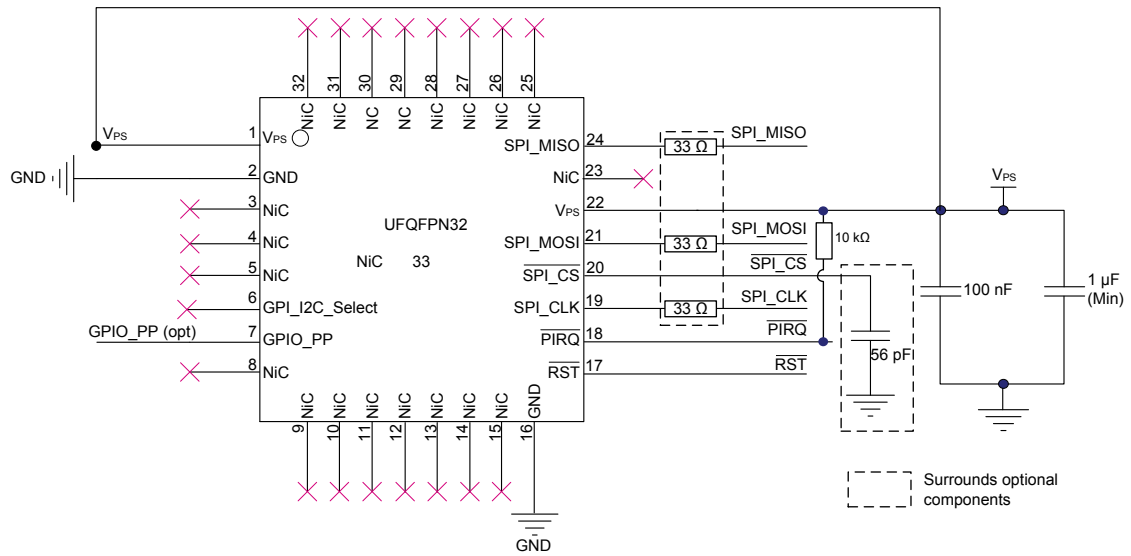 32
31
30
29
28
27
26
25
NiC
NiC
NC
NC
NiC
NiC
NiC
NiC
VPS
1
VPS
SPI_MISO
24
33 Ω
SPI_MISO
GND
2
GND
NiC
23
3
NiC
VPS
22
VPS
4
NiC
UFQFPN32
SPI_MOSI
21
33 Ω
SPI_MOSI
10 kΩ
5
NiC
NiC 33
SPI_CS
20
SPI_CS
6
GPI_I2C_Select
SPI_CLK
19
33 Ω
SPI_CLK
100 nF
1 µF
(Min)
GPIO_PP (opt)
7
GPIO_PP
PIRQ
18
PIRQ
56 pF
8
NiC
RST
17
RST
NiC
NiC
NiC
NiC
NiC
NiC
NiC
GND
9
10
11
12
13
14
15
16
GND
Surrounds optional
components